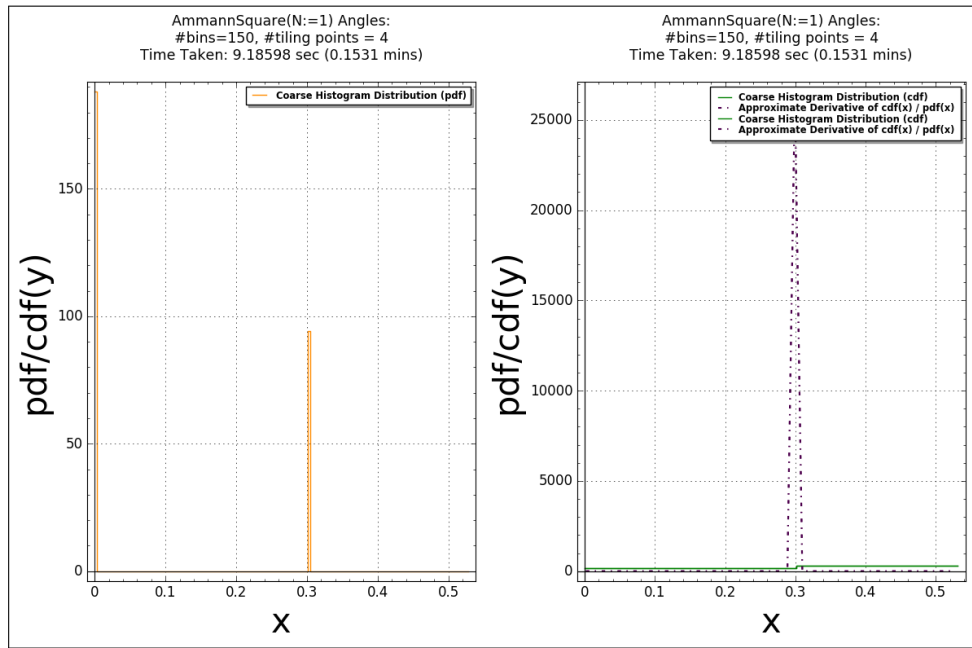 AmmannSquare(N:=1) Angles:
#bins=150, #tiling points = 4
Time Taken: 9.18598 sec (0.1531 mins)
Coarse Histogram Distribution (pdf)
pdf/cdf(y)
150
100
50
0
0
0.1
0.2
0.3
0.4
0.5
x
AmmannSquare(N:=1) Angles:
#bins=150, #tiling points = 4
Time Taken: 9.18598 sec (0.1531 mins)
Coarse Histogram Distribution (cdf)
Approximate Derivative of cdf(x) / pdf(x)
Coarse Histogram Distribution (cdf)
Approximate Derivative of cdf(x) / pdf(x)
pdf/cdf(y)
25000
20000
15000
10000
5000
0
0
0.1
0.2
0.3
0.4
0.5
x